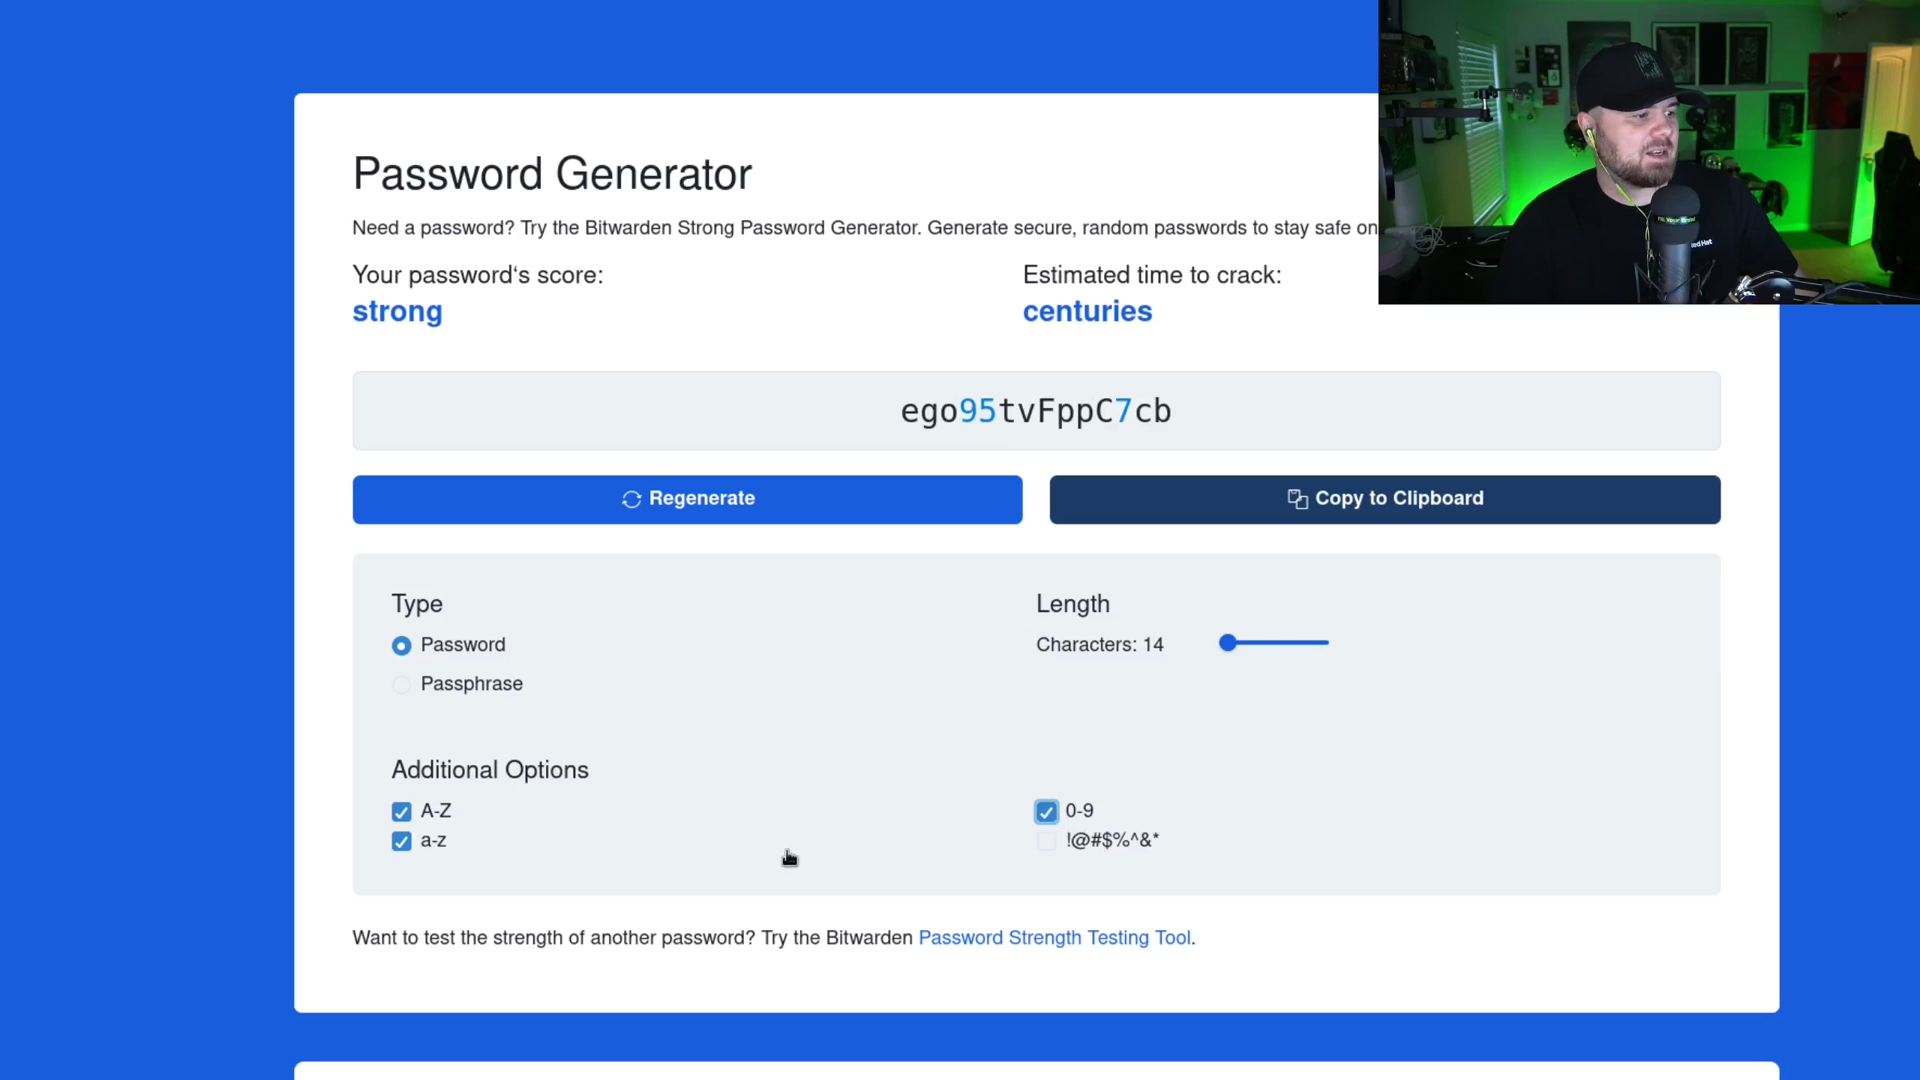 Password Generator
Need a password? Try the Bitwarden Strong Password Generator. Generate secure, random passwords to stay safe on
Your password‘s score:
strong
Estimated time to crack:
centuries
ego95tvFppC7cb
Regenerate
Copy to Clipboard
Type
Password
Passphrase
Length
Characters: 14
Additional Options
A-Z
a-z
0-9
!@#$%^&*
Want to test the strength of another password? Try the Bitwarden Password Strength Testing Tool.